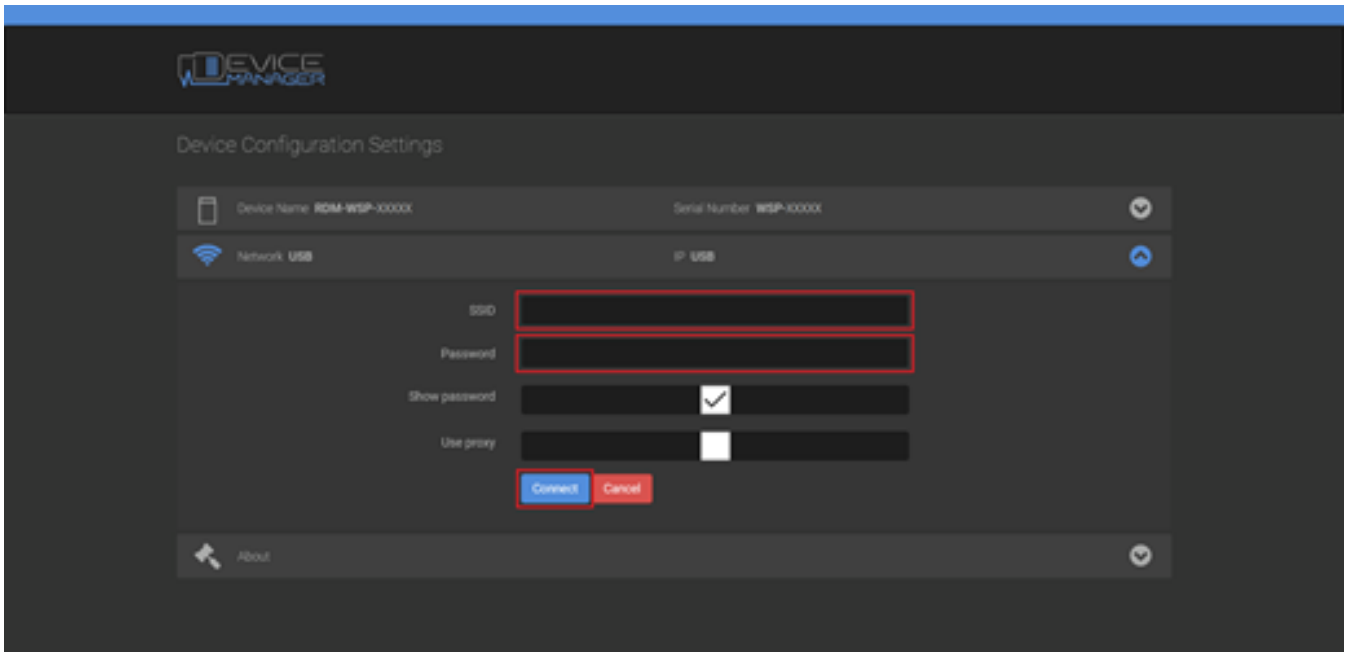 DEVICE
MANAGER
Device Configuration Settings
Device Name RDM-WSP-XXXXX Serial Number WSP-XXXXX
Network USB IP USB
SSID
Password
Show password
Use proxy
Connect Cancel
About